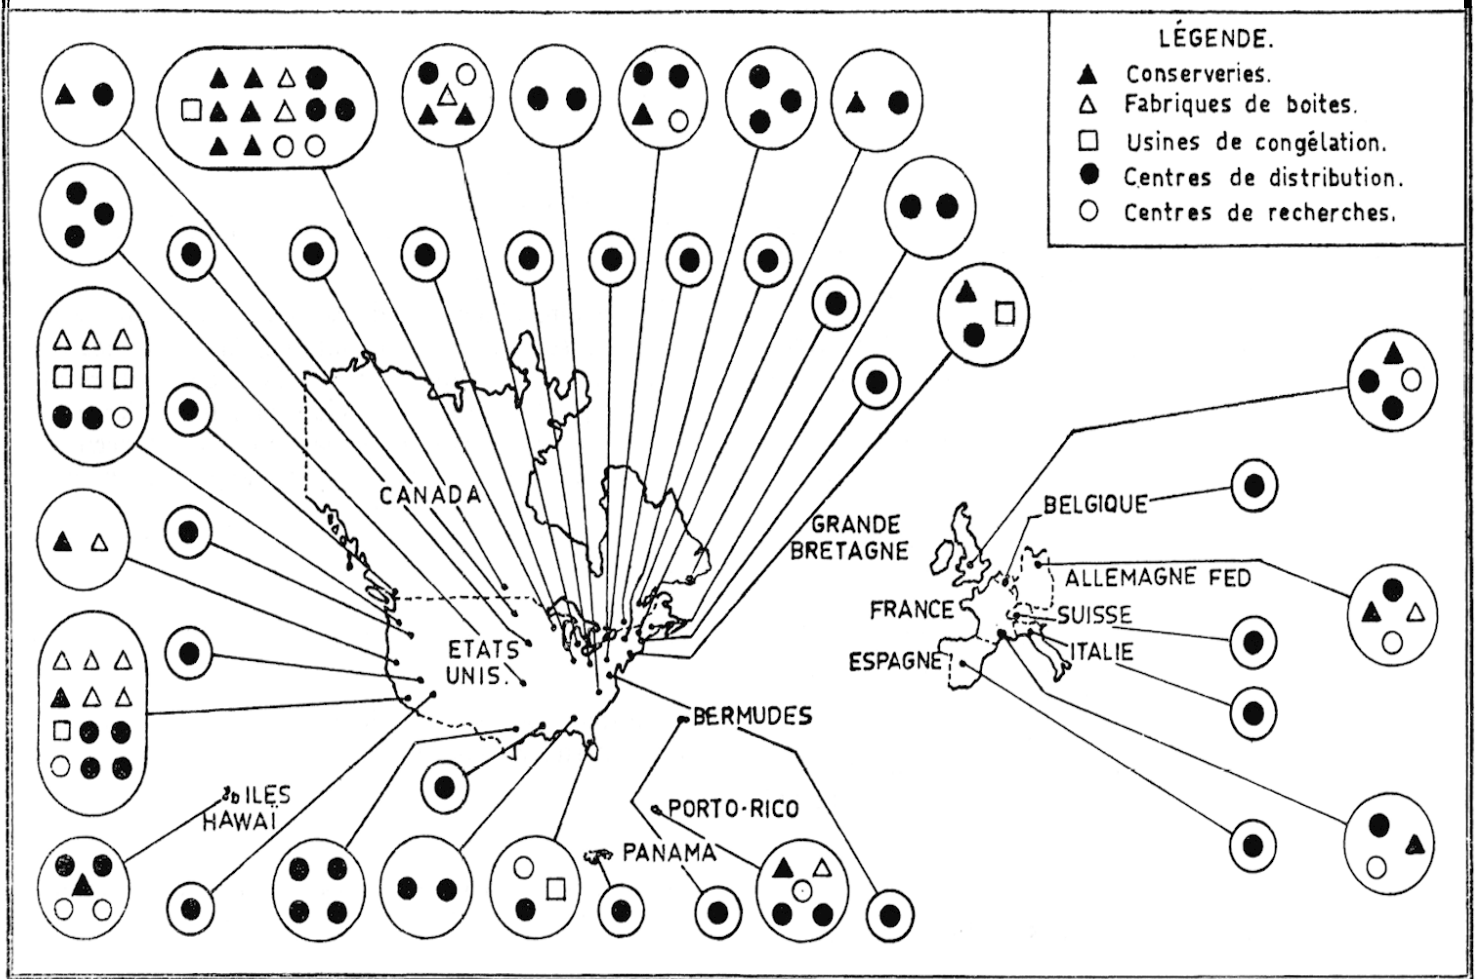 LÉGENDE.
Conserveries.
Fabriques de boites.
Usines de congélation.
Centres de distribution.
Centres de recherches.
CANADA
GRANDE
BRETAGNE
BELGIQUE
ALLEMAGNE FED
FRANCE
SUISSE
ITALIE
ESPAGNE
ETATS
UNIS.
BERMUDES
ILES
HAWAÏ
PORTO-RICO
PANAMA